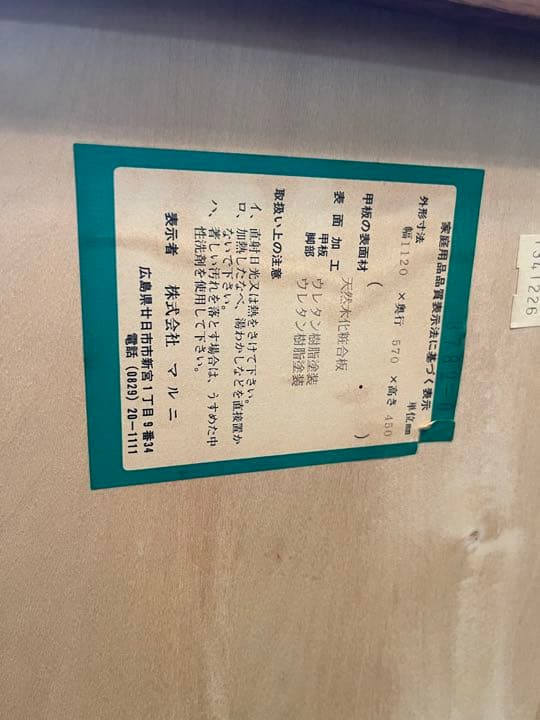 家庭用品品質表示法に基づく表示
外形寸法
単位㎜
幅1120×奥行 570×高さ 450
甲板の表面材
( 天然木化粧合板 )
表面加工
甲板 ウレタン樹脂塗装
脚部 ウレタン樹脂塗装
取扱い上の注意
イ、直射日光又は熱をさけて下さい。
ロ、加熱したなべ、湯わかしなどを直接置か
ないで下さい。
ハ、著しい汚れを落とす場合は、うすめた中
性洗剤を使用して下さい。
表示者 株式会社 マルニ
広島県廿日市市新宮1丁目9番34
電話(0829)20-1111
1341226